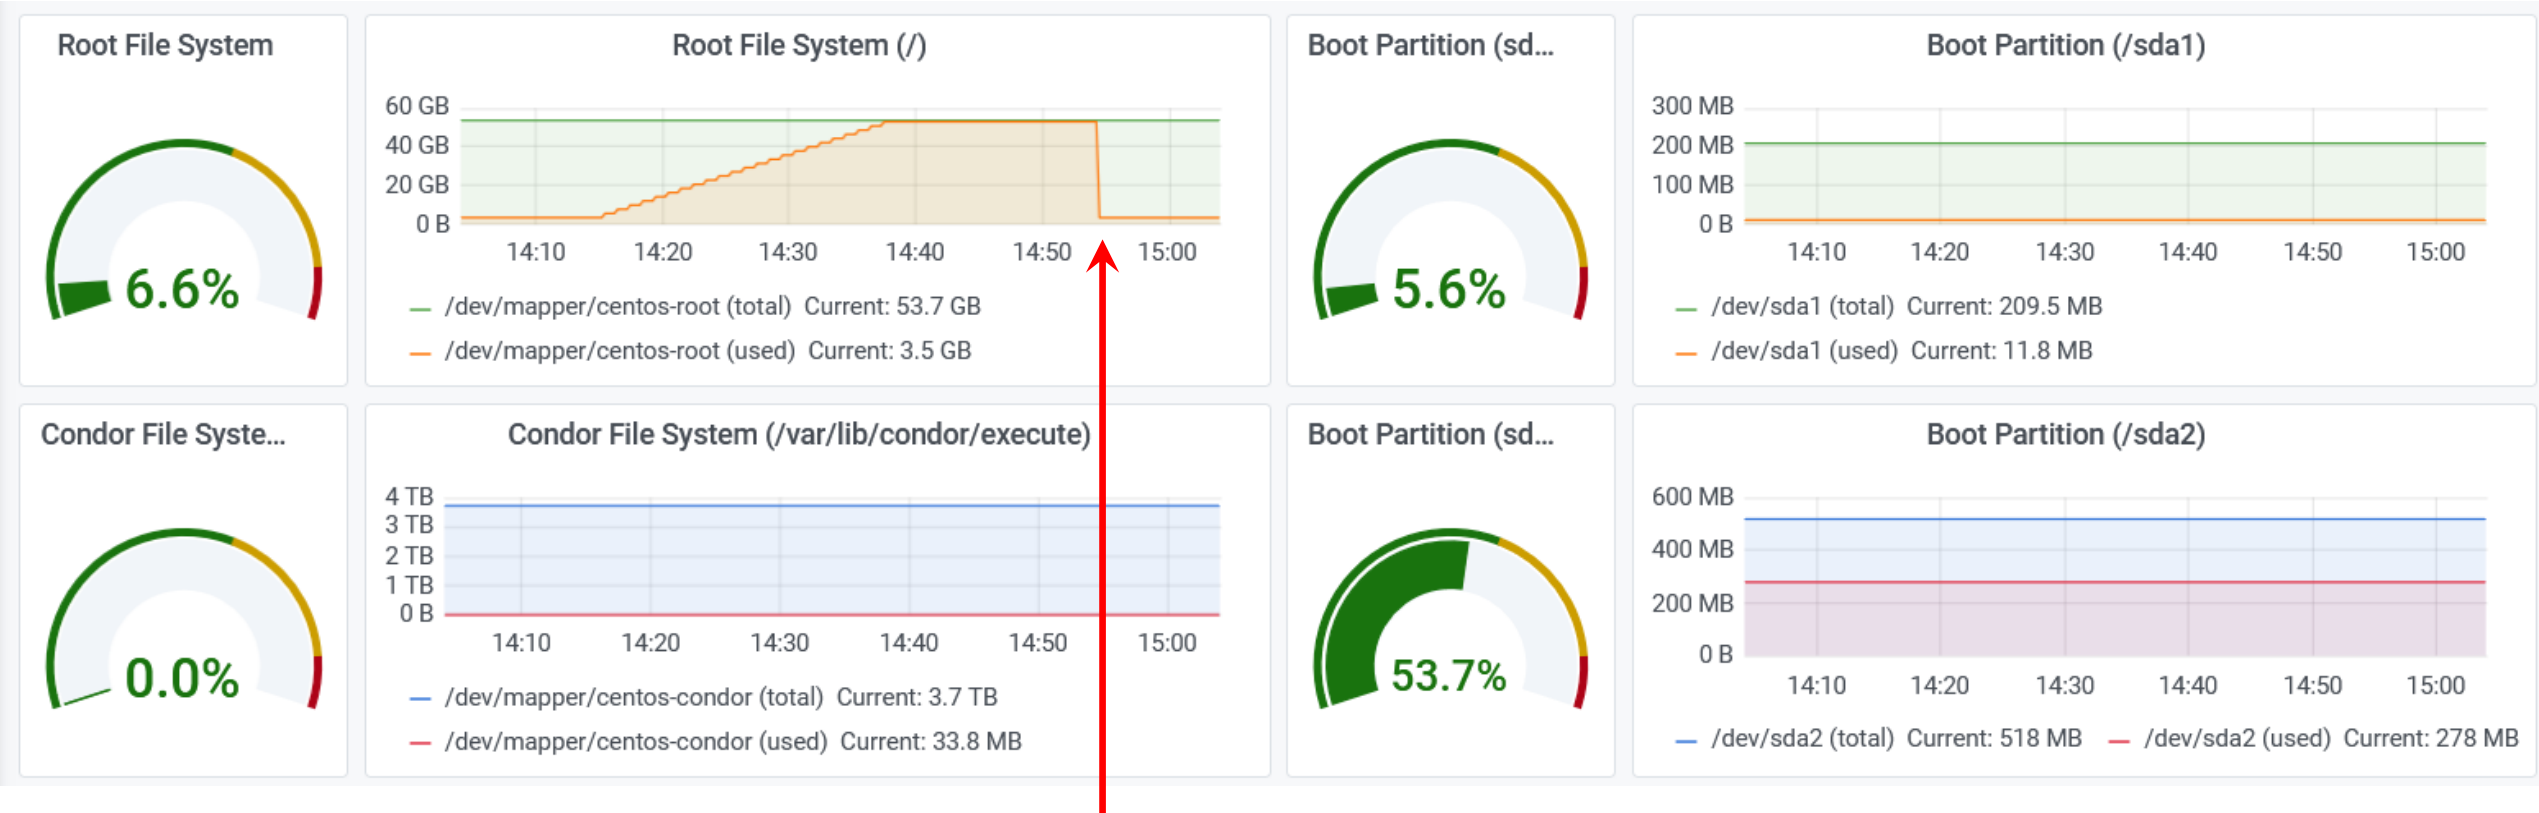 Root File System
6.6%
Root File System (/)
60 GB
40 GB
20 GB
0 B
14:10 14:20 14:30 14:40 14:50 15:00
/dev/mapper/centos-root (total) Current: 53.7 GB
/dev/mapper/centos-root (used) Current: 3.5 GB
Boot Partition (sd...
5.6%
Boot Partition (/sda1)
300 MB
200 MB
100 MB
0 B
14:10 14:20 14:30 14:40 14:50 15:00
/dev/sda1 (total) Current: 209.5 MB
/dev/sda1 (used) Current: 11.8 MB
Condor File Syste...
0.0%
Condor File System (/var/lib/condor/execute)
4 TB
3 TB
2 TB
1 TB
0 B
14:10 14:20 14:30 14:40 14:50 15:00
/dev/mapper/centos-condor (total) Current: 3.7 TB
/dev/mapper/centos-condor (used) Current: 33.8 MB
Boot Partition (sd...
53.7%
Boot Partition (/sda2)
600 MB
400 MB
200 MB
0 B
14:10 14:20 14:30 14:40 14:50 15:00
/dev/sda2 (total) Current: 518 MB /dev/sda2 (used) Current: 278 MB